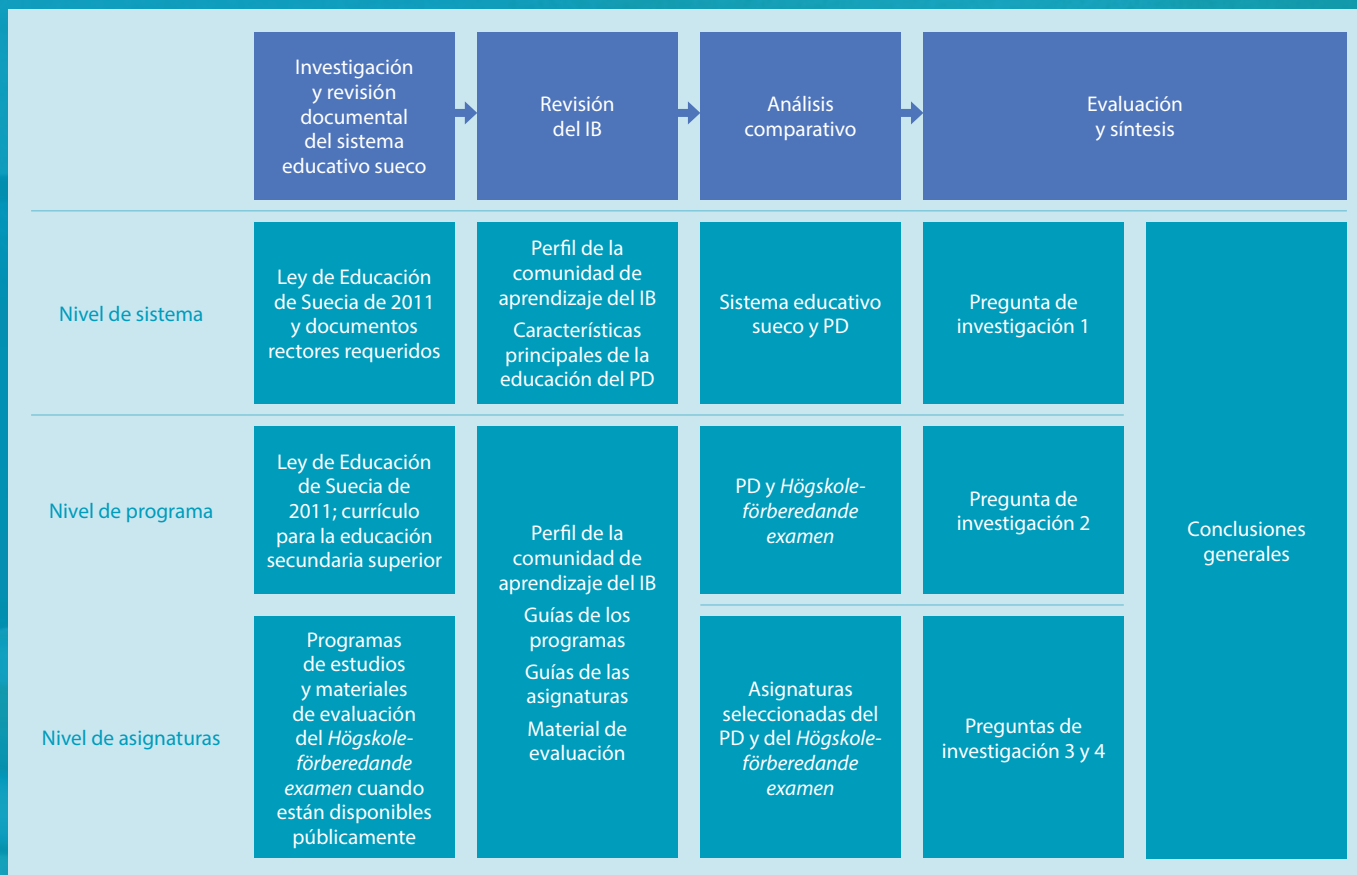 Investigación
y revisión
documental
del sistema
educativo sueco
Revisión
del IB
Análisis
comparativo
Evaluación
y síntesis
Nivel de sistema
Ley de Educación
de Suecia de 2011
y documentos
rectores requeridos
Perfil de la
comunidad de
aprendizaje del IB
Características
principales de la
educación del PD
Sistema educativo
sueco y PD
Pregunta de
investigación 1
Nivel de programa
Ley de Educación
de Suecia de
2011; currículo
para la educación
secundaria superior
Perfil de la
comunidad de
aprendizaje del IB
Guías de los
programas
Guías de las
asignaturas
Material de
evaluación
PD y Högskole-
förberedande
examen
Pregunta de
investigación 2
Conclusiones
generales
Nivel de asignaturas
Programas
de estudios
y materiales
de evaluación
del Högskole-
förberedande
examen cuando
están disponibles
públicamente
Asignaturas
seleccionadas del
PD y del Högskole-
förberedande
examen
Preguntas de
investigación 3 y 4